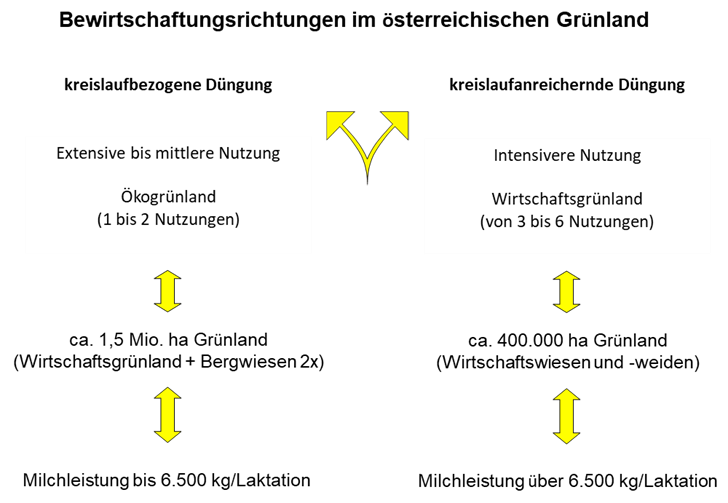 Bewirtschaftungsrichtungen im österreichischen Grünland
kreislaufbezogene Düngung
Extensive bis mittlere Nutzung
Ökogrünland
(1 bis 2 Nutzungen)
ca. 1,5 Mio. ha Grünland
(Wirtschaftsgrünland + Bergwiesen 2x)
Milchleistung bis 6.500 kg/Laktation
kreislaufanreichernde Düngung
Intensivere Nutzung
Wirtschaftsgrünland
(von 3 bis 6 Nutzungen)
ca. 400.000 ha Grünland
(Wirtschaftswiesen und -weiden)
Milchleistung über 6.500 kg/Laktation